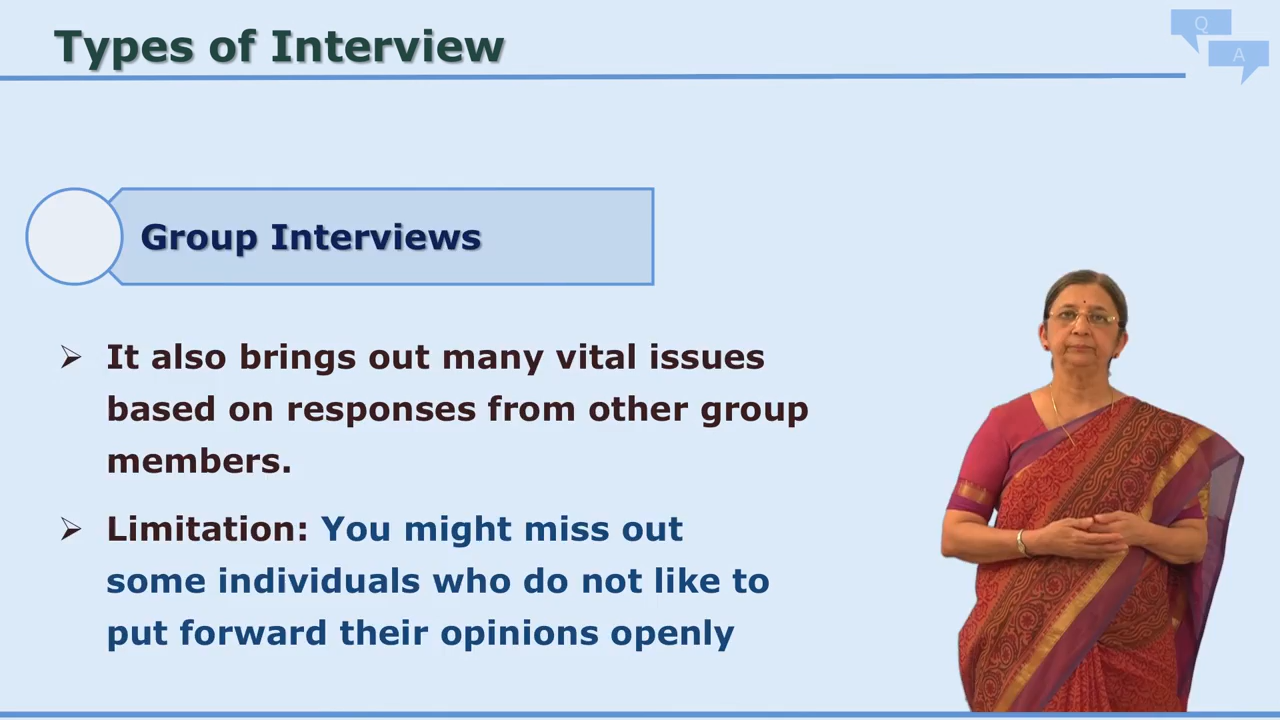 Types of Interview
Q
A
Group Interviews
It also brings out many vital issues
based on responses from other group
members.
Limitation: You might miss out
some individuals who do not like to
put forward their opinions openly